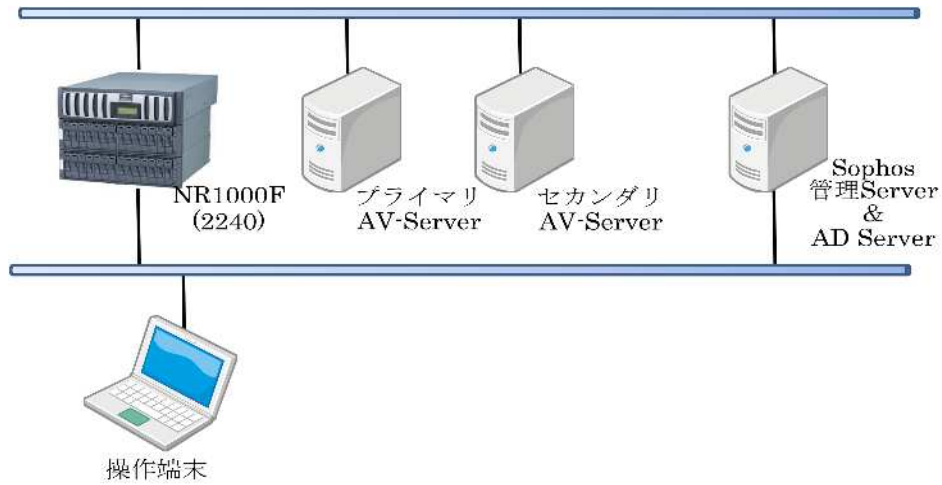 NR1000F
(2240)
プライマリ
AV-Server
セカンダリ
AV-Server
Sophos
管理Server
&
AD Server
操作端末